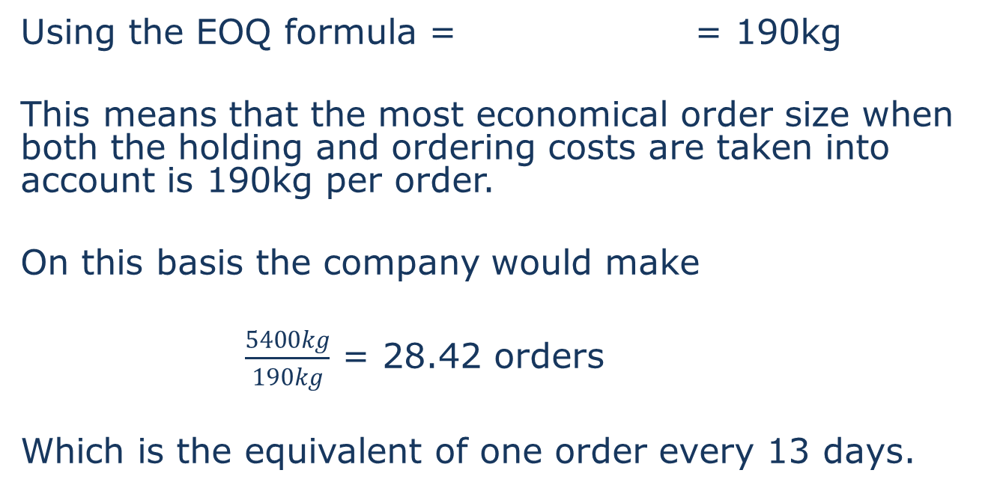 Using the EOQ formula = = 190kg
This means that the most economical order size when
both the holding and ordering costs are taken into
account is 190kg per order.
On this basis the company would make
5400kg
190kg
= 28.42 orders
Which is the equivalent of one order every 13 days.